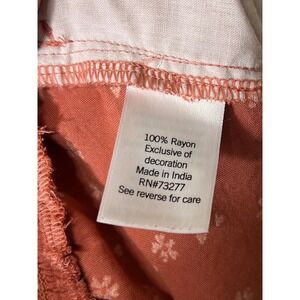 100% Rayon
Exclusive of
decoration
Made in India
RN#73277
See reverse for care